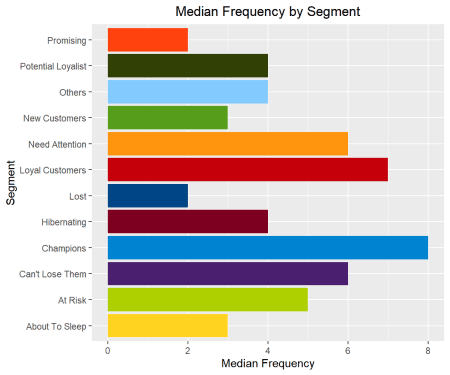 Median Frequency by Segment
Segment
Promising
Potential Loyalist
Others
New Customers
Need Attention
Loyal Customers
Lost
Hibernating
Champions
Can't Lose Them
At Risk
About To Sleep
0 2 4 6 8
Median Frequency